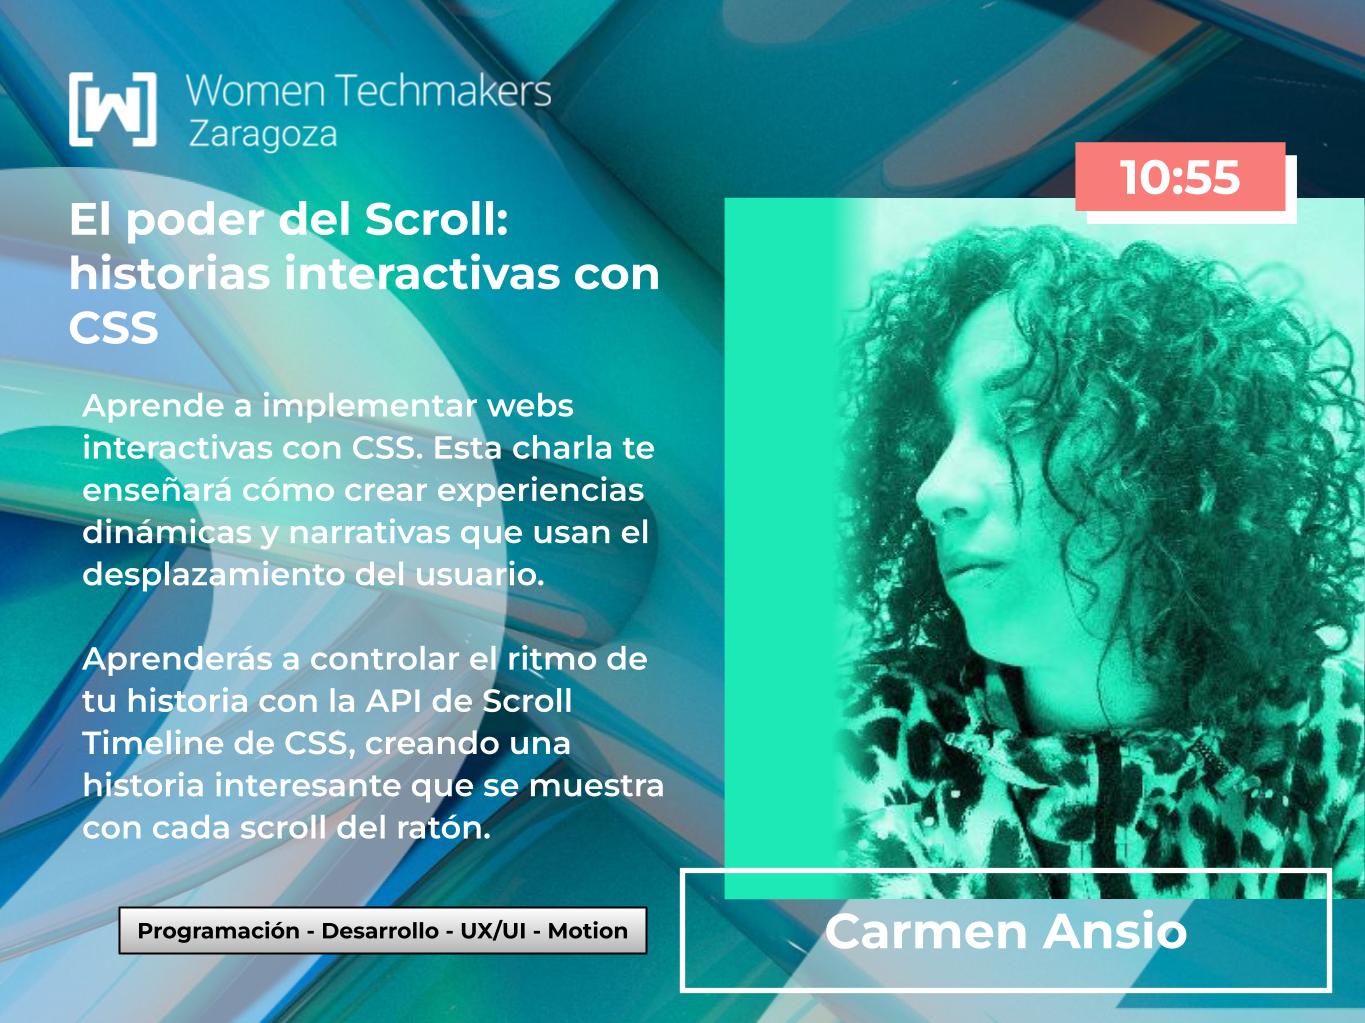 Women Techmakers
Zaragoza
10:55
El poder del Scroll:
historias interactivas con
CSS
Aprende a implementar webs
interactivas con CSS. Esta charla te
enseñará cómo crear experiencias
dinámicas y narrativas que usan el
desplazamiento del usuario.
Aprenderás a controlar el ritmo de
tu historia con la API de Scroll
Timeline de CSS, creando una
historia interesante que se muestra
con cada scroll del ratón.
Programación - Desarrollo - UX/UI - Motion
Carmen Ansio